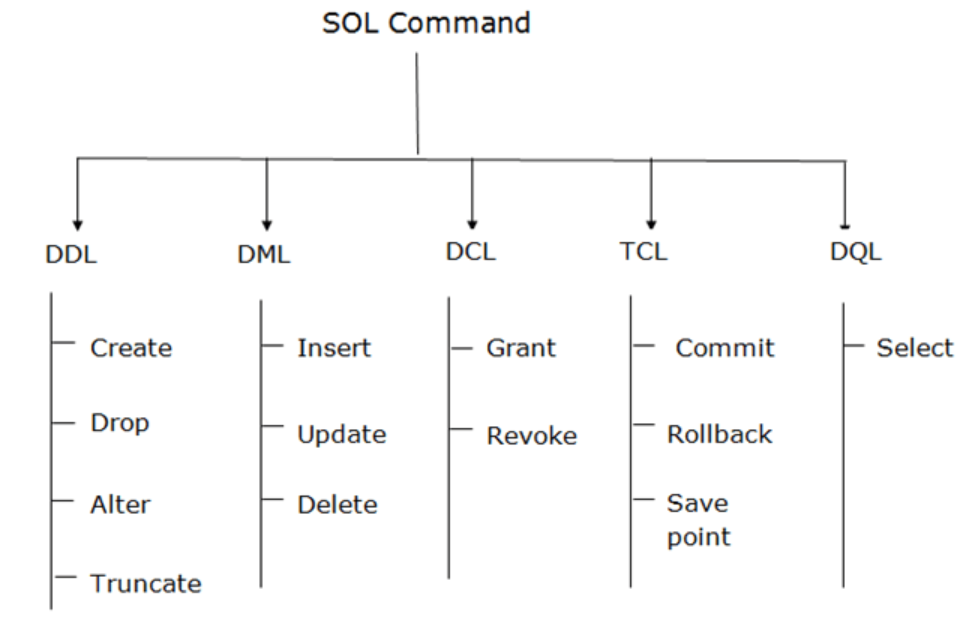 SOL Command
DDL
DML
DCL
TCL
DQL
Create
Drop
Alter
Truncate
Insert
Update
Delete
Grant
Revoke
Commit
Rollback
Save
point
Select